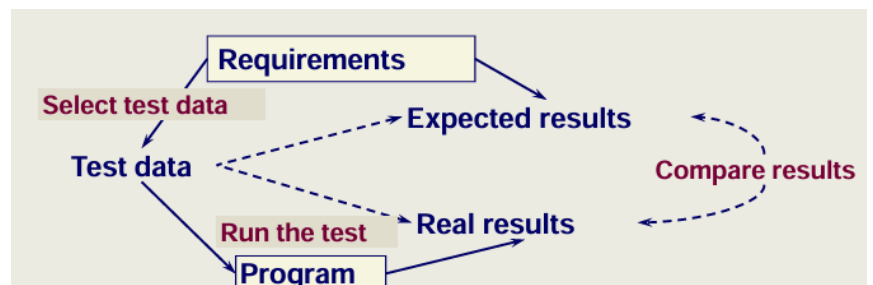 Requirements
Select test data
Expected results
Test data
Compare results
Real results
Run the test
Program